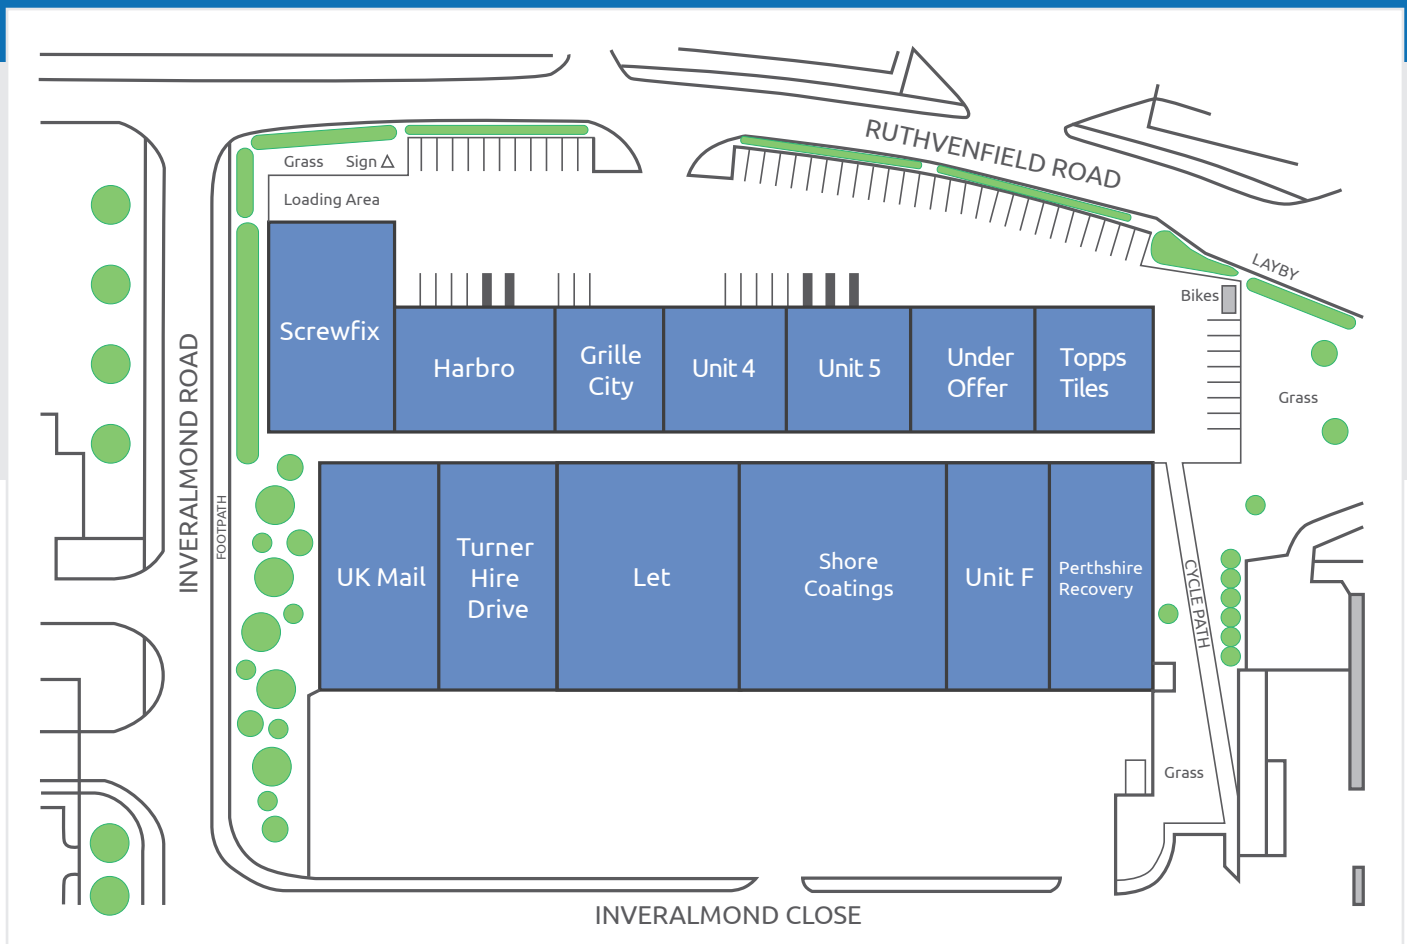 RUTHVENFIELD ROAD
Grass
Sign
Loading Area
LAYBY
Bikes
Screwfix
Harbro
Grille
City
Unit 4
Unit 5
Under
Offer
Topps
Tiles
Grass
INVERALMOND ROAD
FOOTPATH
UK Mail
Turner
Hire
Drive
Let
Shore
Coatings
Unit F
Perthshire
Recovery
CYCLE PATH
Grass
INVERALMOND CLOSE